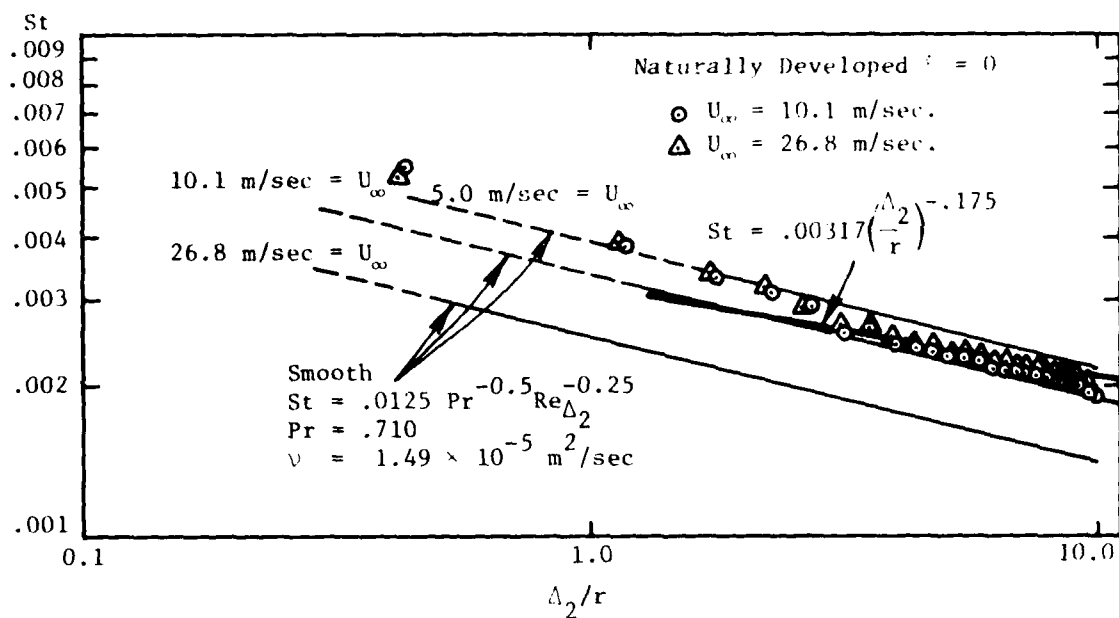 St
.009
.008
.007
.006
.005
.004
.003
.002
.001
0.1
1.0
10.0
Δ₂/r
Naturally Developed = 0
U∞ = 10.1 m/sec.
U∞ = 26.8 m/sec.
10.1 m/sec = U∞
5.0 m/sec = U∞
26.8 m/sec = U∞
St = .00317(Δ₂/r)^-.175
Smooth
St = .0125 Pr^-0.5 Re_Δ₂^-0.25
Pr = .710
ν = 1.49 × 10^-5 m²/sec